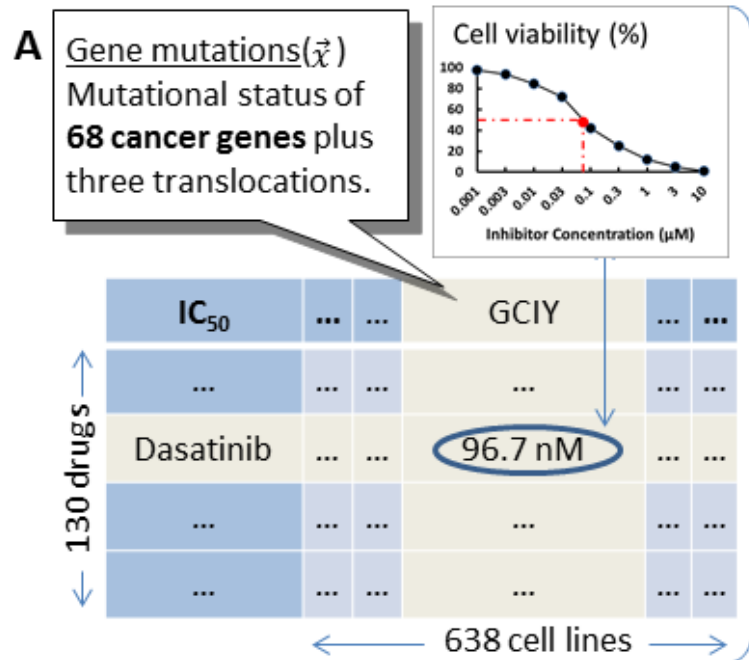 A
Gene mutations(x⃗)
Mutational status of
68 cancer genes plus
three translocations.
Cell viability (%)
100
80
60
40
20
0
0.001 0.003 0.01 0.03 0.1 0.3 1 3 10
Inhibitor Concentration (µM)
IC50 ... ... GCIY ... ...
... ... ... ... ... ...
Dasatinib ... ... 96.7 nM ... ...
... ... ... ... ... ...
... ... ... ... ... ...
130 drugs
638 cell lines